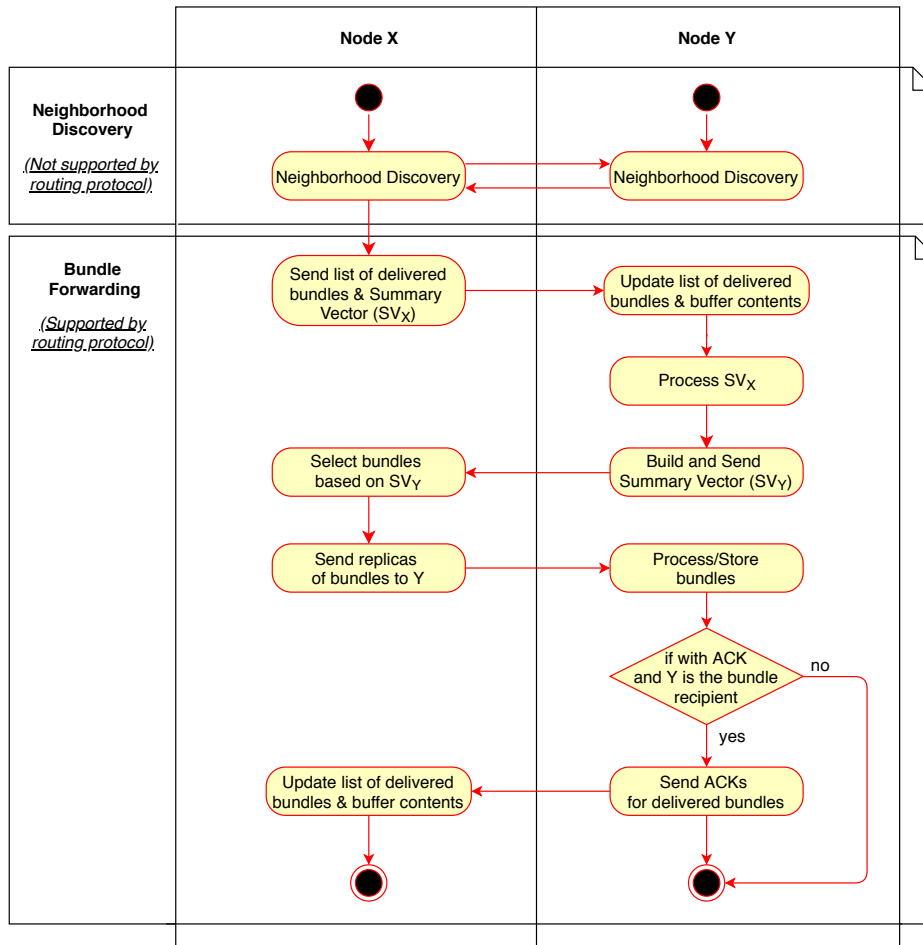 Node X
Node Y
Neighborhood
Discovery
(Not supported by
routing protocol)
Neighborhood Discovery
Neighborhood Discovery
Bundle
Forwarding
(Supported by
routing protocol)
Send list of delivered
bundles & Summary
Vector (SVX)
Update list of delivered
bundles & buffer contents
Process SVX
Build and Send
Summary Vector (SVY)
Select bundles
based on SVY
Send replicas
of bundles to Y
Process/Store
bundles
if with ACK
and Y is the bundle
recipient
no
yes
Send ACKs
for delivered bundles
Update list of delivered
bundles & buffer contents